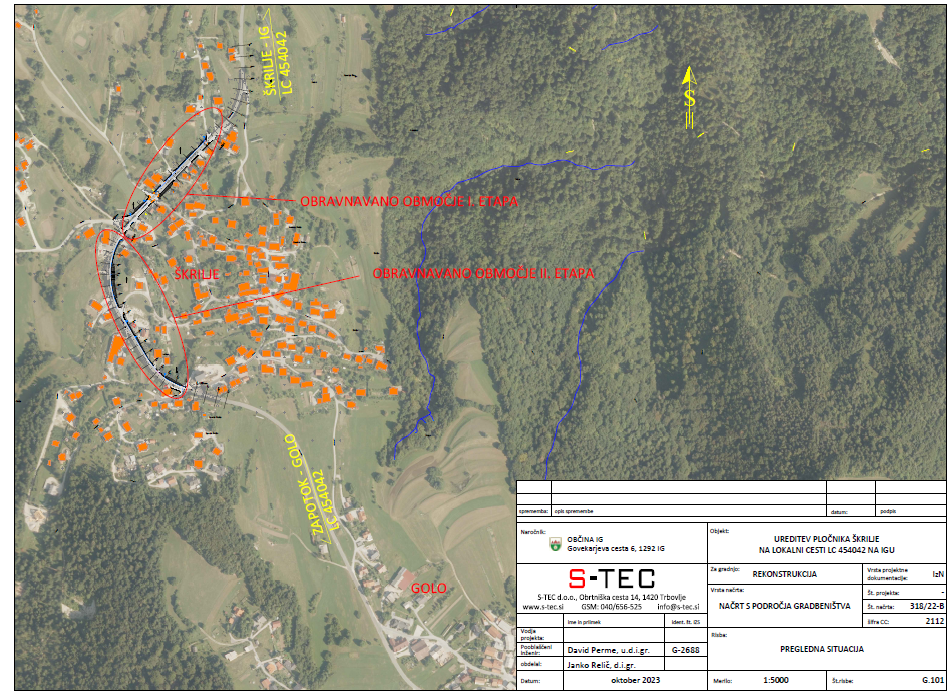 ŠKRILJE - IG
LC 454042
S
OBRAVNAVANO OBMOČJE I. ETAPA
ŠKRILJE
OBRAVNAVANO OBMOČJE II. ETAPA
ZAPOTOK - GOLO
LC 454042
GOLO
sprememba: opis spremembe datum: podpis
Naročnik:
OBČINA IG
Govekarjeva cesta 6, 1292 IG
Objekt:
UREDITEV PLOČNIKA ŠKRILJE
NA LOKALNI CESTI LC 454042 NA IGU
S-TEC
S-TEC d.o.o., Obrtniška cesta 14, 1420 Trbovlje
www.s-tec.si GSM: 040/656-525 info@s-tec.si
Za gradnjo:
REKONSTRUKCIJA
Vrsta projektne
dokumentacije: IzN
Vrsta načrta:
NAČRT S PODROČJA GRADBENIŠTVA
Št. projekta: -
Št. načrta: 318/22-B
šifra CC: 2112
Ime in priimek Ident. št. IZS
Vodja
projekta:
Pooblaščeni
inženir: David Perme, u.d.i.gr. G-2688
obdelal: Janko Relič, d.i.gr.
Risba:
PREGLEDNA SITUACIJA
Datum: oktober 2023
Merilo: 1:5000
Št.risbe: G.101